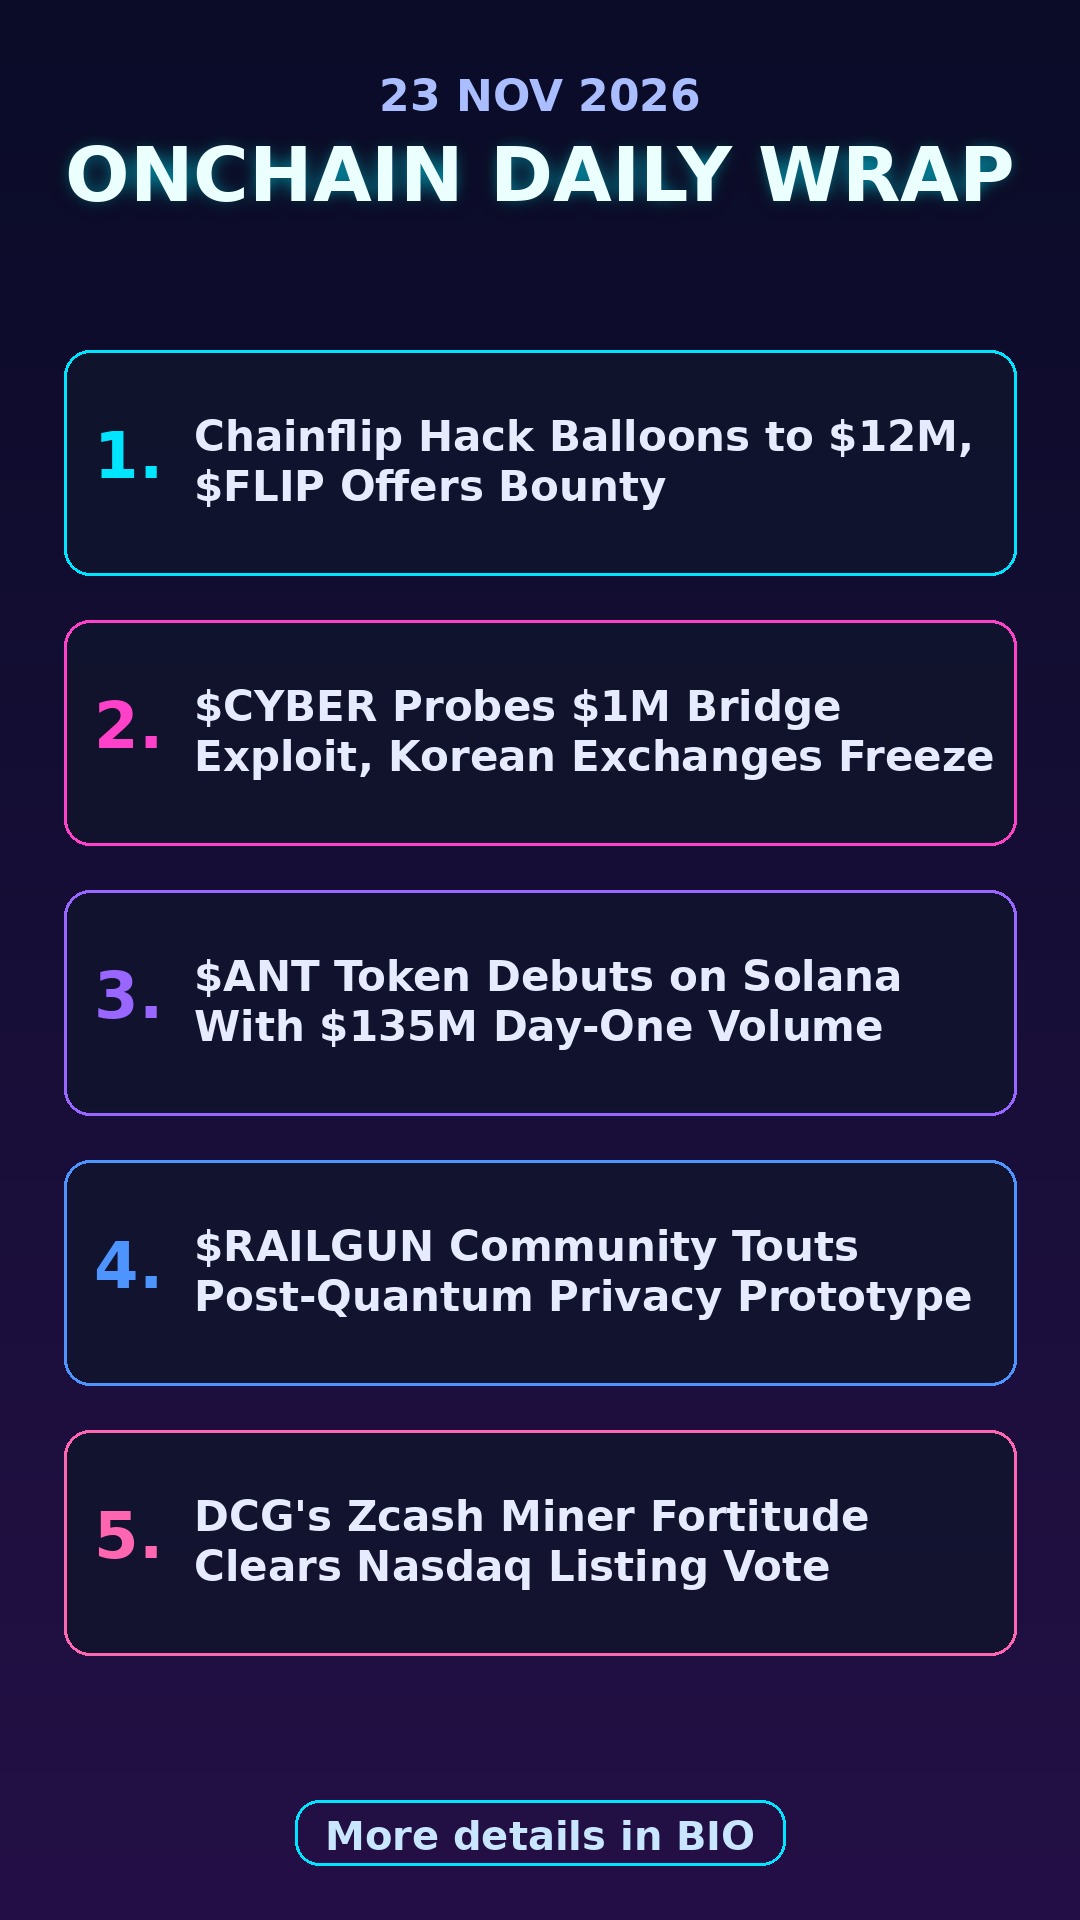 23 NOV 2026
ONCHAIN DAILY WRAP
1.
Chainflip Hack Balloons to $12M,
$FLIP Offers Bounty
2.
$CYBER Probes $1M Bridge
Exploit, Korean Exchanges Freeze
3.
$ANT Token Debuts on Solana
With $135M Day-One Volume
4.
$RAILGUN Community Touts
Post-Quantum Privacy Prototype
5.
DCG's Zcash Miner Fortitude
Clears Nasdaq Listing Vote
More details in BIO